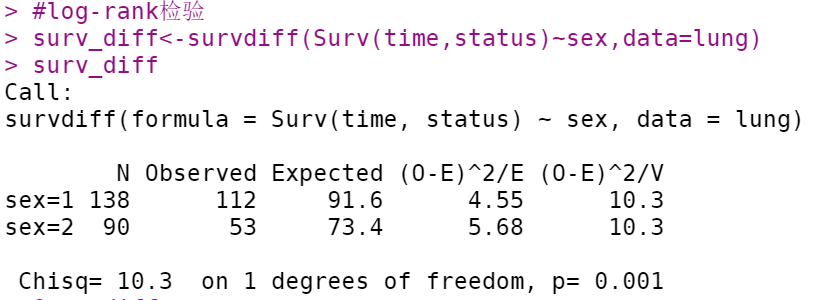 > #log-rank检验
> surv_diff<-survdiff(Surv(time,status)~sex,data=lung)
> surv_diff
Call:
survdiff(formula = Surv(time, status) ~ sex, data = lung)
        N Observed Expected (O-E)^2/E (O-E)^2/V
sex=1 138      112     91.6      4.55      10.3
sex=2  90       53     73.4      5.68      10.3
 Chisq= 10.3  on 1 degrees of freedom, p= 0.001